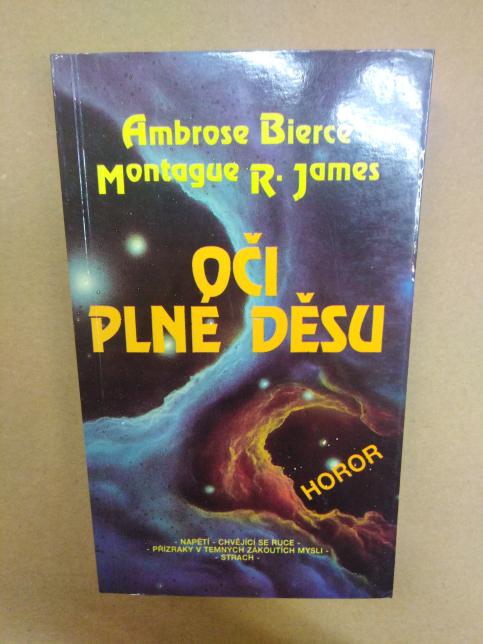 Ambrose Bierce
Montague R. James
OČI
PLNÉ DĚSU
HOROR
- NAPĚTÍ - CHVĚJÍCÍ SE RUCE -
- PŘÍZRAKY V TEMNÝCH ZÁKOUTÍCH MYSLI -
- STRACH -